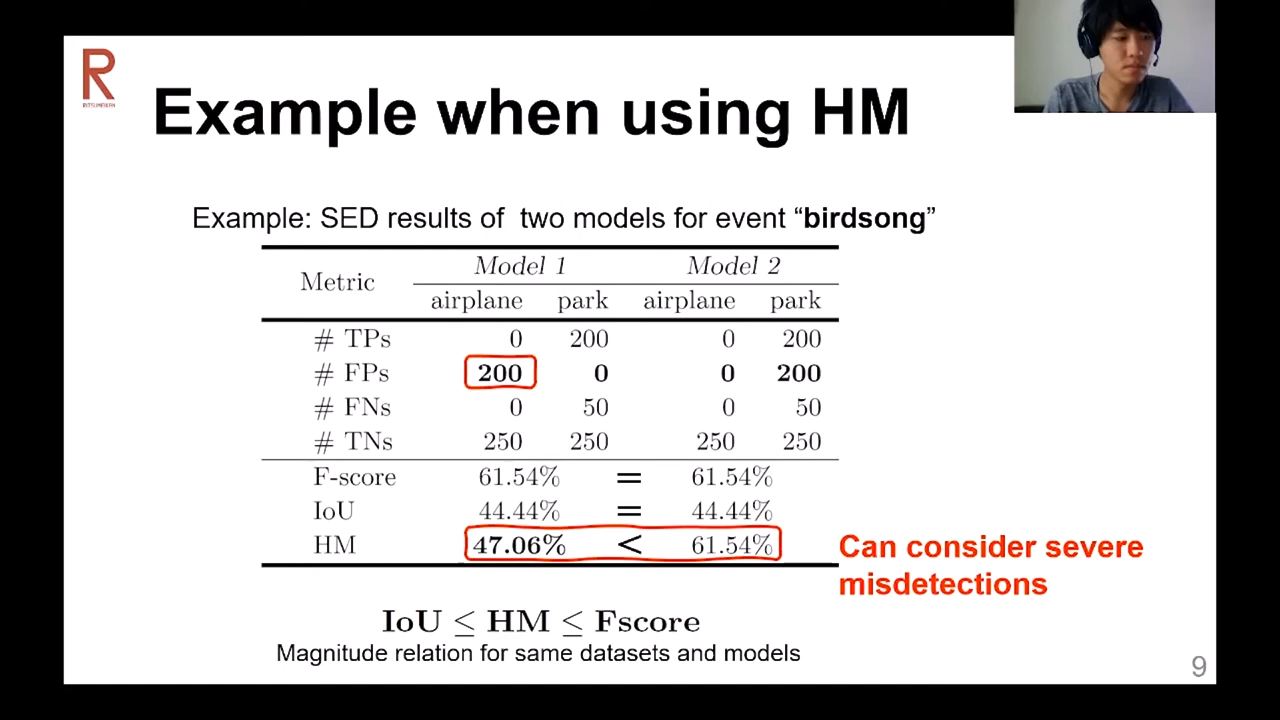 R
RITSUMEIKAN
Example when using HM
Example: SED results of two models for event “birdsong”
Metric Model 1 Model 2
airplane park airplane park
# TPs 0 200 0 200
# FPs 200 0 0 200
# FNs 0 50 0 50
# TNs 250 250 250 250
F-score 61.54% = 61.54%
IoU 44.44% = 44.44%
HM 47.06% < 61.54%
Can consider severe
misdetections
IoU ≤ HM ≤ Fscore
Magnitude relation for same datasets and models
9